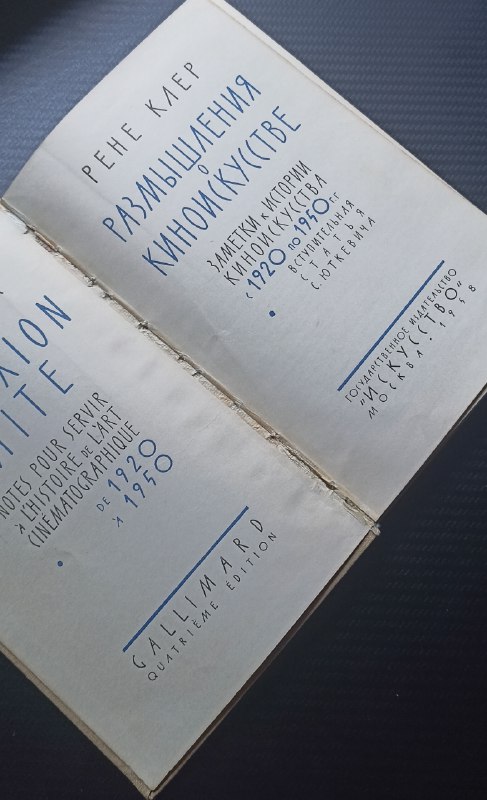 XION
NOTES POUR SERVIR
À L'HISTOIRE DE L'ART
CINÉMATOGRAPHIQUE
DE 1920
À 1950
GALLIMARD
QUATRIÈME ÉDITION
РЕНЕ КЛЕР
РАЗМЫШЛЕНИЯ
О
КИНОИСКУССТВЕ
ЗАМЕТКИ К ИСТОРИИ
КИНОИСКУССТВА
С 1920 ПО 1950 ГГ
ВСТУПИТЕЛЬНАЯ
СТАТЬЯ
С. ЮТКЕВИЧА
ГОСУДАРСТВЕННОЕ ИЗДАТЕЛЬСТВО
"ИСКУССТВО"
МОСКВА · 1958